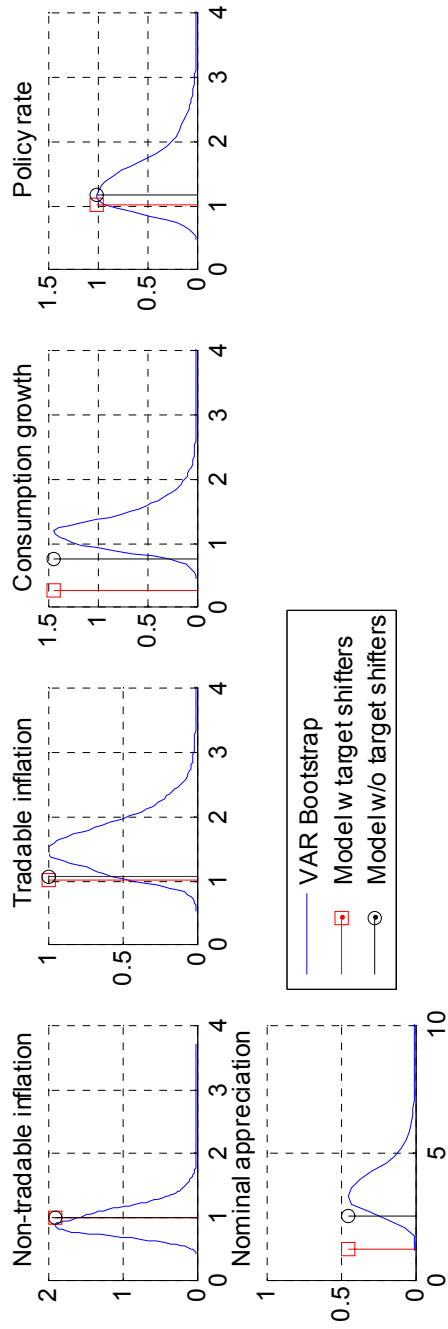 Non-tradable inflation
2
1
0
0 1 2 3 4
Tradable inflation
1
0.5
0
0 1 2 3 4
Consumption growth
1.5
1
0.5
0
0 1 2 3 4
Policy rate
1.5
1
0.5
0
0 1 2 3 4
Nominal appreciation
1
0.5
0
0 5 10
VAR Bootstrap
Model w target shifters
Model w/o target shifters